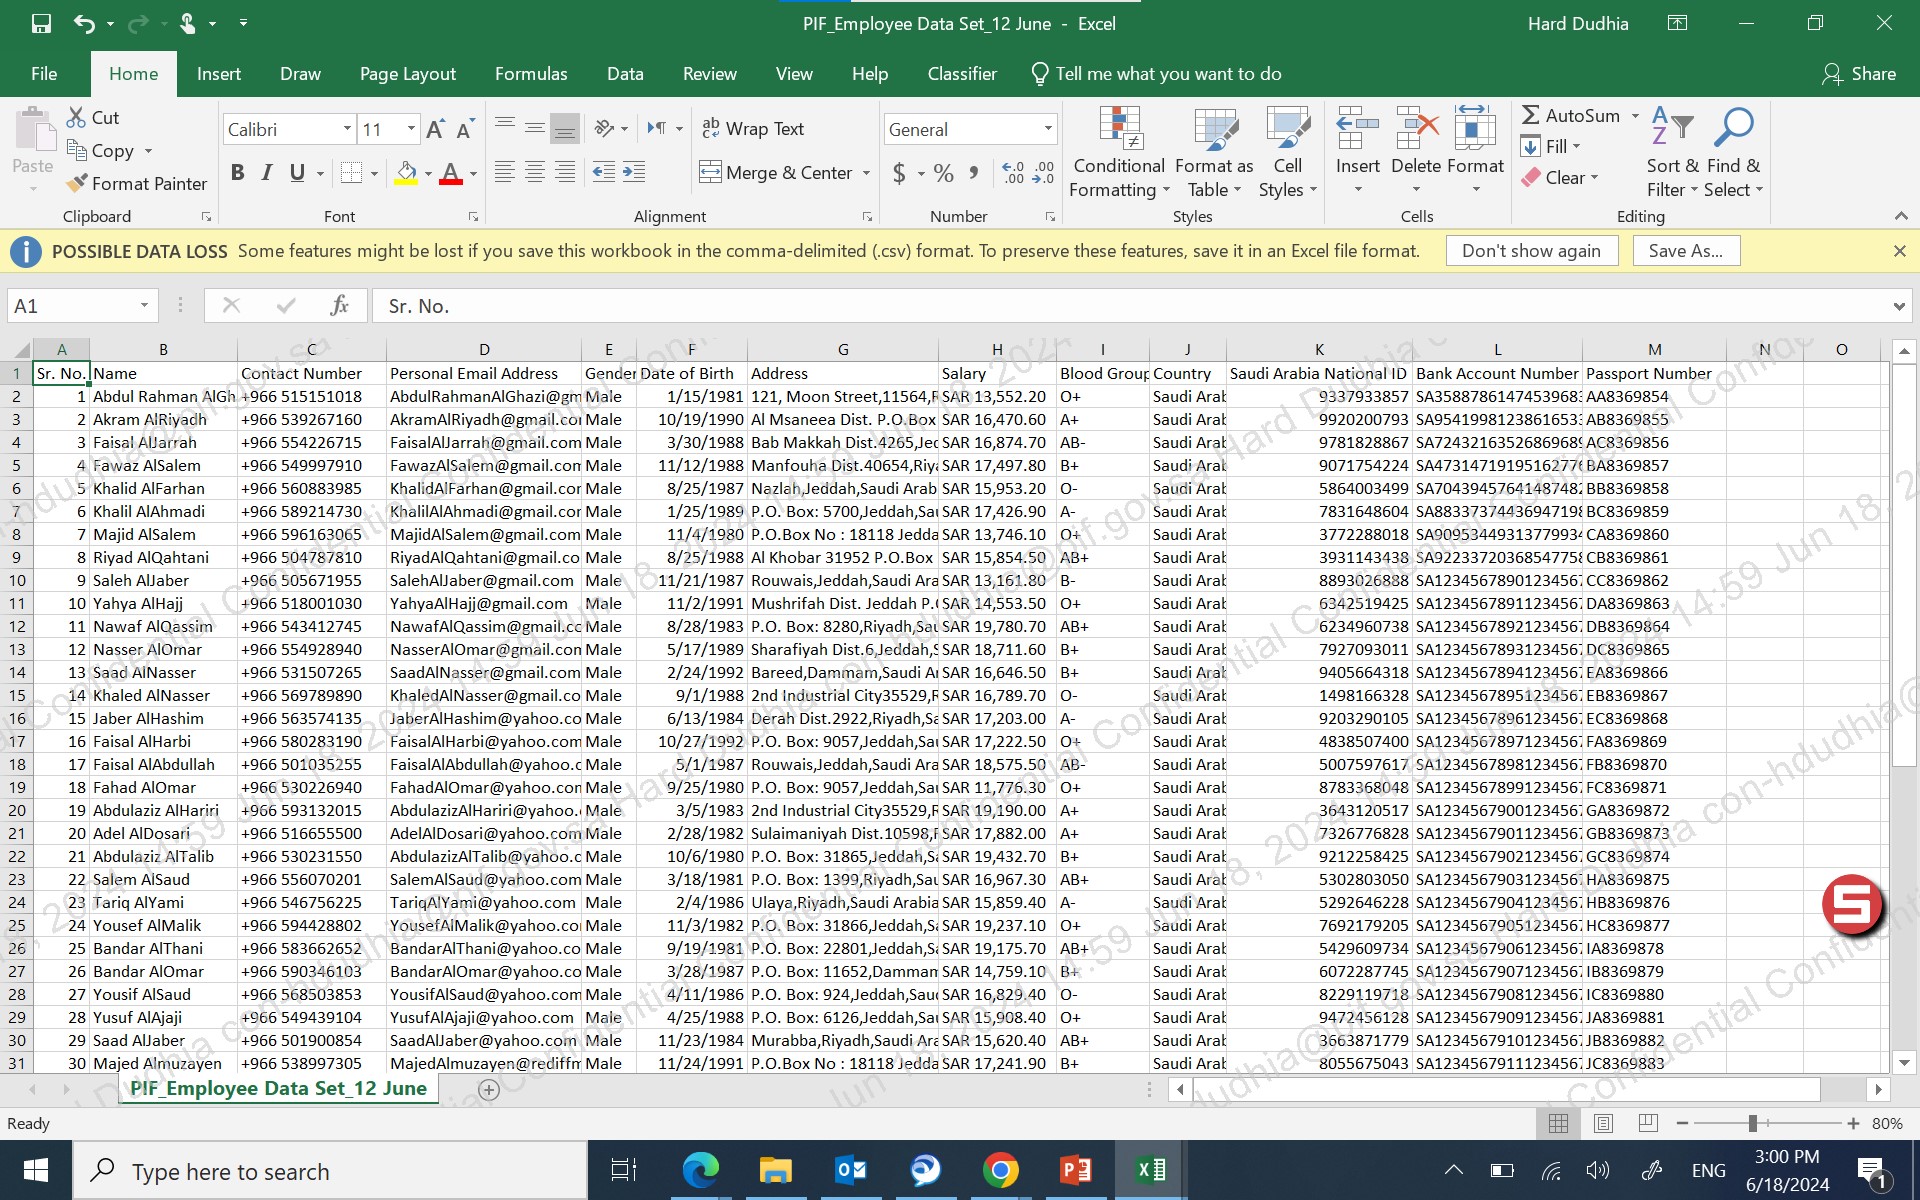 PIF_Employee Data Set_12 June - Excel
Hard Dudhia
File Home Insert Draw Page Layout Formulas Data Review View Help Classifier Tell me what you want to do Share
Paste Cut Copy Format Painter Clipboard
Calibri 11 B I U Font
Wrap Text Merge & Center Alignment
General $ % Number
Conditional Formatting Format as Table Cell Styles Styles
Insert Delete Format Cells
AutoSum Fill Clear Sort & Filter Find & Select Editing
POSSIBLE DATA LOSS Some features might be lost if you save this workbook in the comma-delimited (.csv) format. To preserve these features, save it in an Excel file format. Don't show again Save As...
A1 fx Sr. No.
A B C D E F G H I J K L M N O
1 Sr. No. Name Contact Number Personal Email Address Gender Date of Birth Address Salary Blood Group Country Saudi Arabia National ID Bank Account Number Passport Number
2 1 Abdul Rahman AlGh +966 515151018 AbdulRahmanAlGhazi@gm Male 1/15/1981 121, Moon Street,11564,R SAR 13,552.20 O+ Saudi Arab 9337933857 AA8369854
3 2 Akram AlRiyadh +966 539267160 AkramAlRiyadh@gmail.co Male 10/19/1990 Al Msaneea Dist. P.O.Box SAR 16,470.60 A+ Saudi Arab 9920200793 AB8369855
4 3 Faisal AlJarrah +966 554226715 FaisalAlJarrah@gmail.com Male 3/30/1988 Bab Makkah Dist.4265,Jed SAR 16,874.70 AB- Saudi Arab 9781828867 AC8369856
5 4 Fawaz AlSalem +966 549997910 FawazAlSalem@gmail.com Male 11/12/1988 Manfouha Dist.40654,Riya SAR 17,497.80 B+ Saudi Arab 9071754224 BA8369857
6 5 Khalid AlFarhan +966 560883985 KhalidAlFarhan@gmail.com Male 8/25/1987 Nazlah,Jeddah,Saudi Arab SAR 15,953.20 O- Saudi Arab 5864003499 BB8369858
7 6 Khalil AlAhmadi +966 589214730 KhalilAlAhmadi@gmail.co Male 1/25/1989 P.O. Box: 5700,Jeddah,Sau SAR 17,426.90 A- Saudi Arab 7831648604 BC8369859
8 7 Majid AlSalem +966 596163065 MajidAlSalem@gmail.com Male 11/4/1980 P.O.Box No : 18118 Jedda SAR 13,746.10 O+ Saudi Arab 3772288018 CA8369860
9 8 Riyad AlQahtani +966 504787810 RiyadAlQahtani@gmail.co Male 8/25/1988 Al Khobar 31952 P.O.Box SAR 15,854.50 AB+ Saudi Arab 3931143438 CB8369861
10 9 Saleh AlJaber +966 505671955 SalehAlJaber@gmail.com Male 11/21/1987 Rouwais,Jeddah,Saudi Ara SAR 13,161.80 B- Saudi Arab 8893026888 CC8369862
11 10 Yahya AlHajj +966 518001030 YahyaAlHajj@gmail.com Male 11/2/1991 Mushrifah Dist. Jeddah P. SAR 14,553.50 O+ Saudi Arab 6342519425 DA8369863
12 11 Nawaf AlQassim +966 543412745 NawafAlQassim@gmail.cc Male 8/28/1983 P.O. Box: 8280,Riyadh,Sau SAR 19,780.70 AB+ Saudi Arab 6234960738 DB8369864
13 12 Nasser AlOmar +966 554928940 NasserAlOmar@gmail.com Male 5/17/1989 Sharafiyah Dist.6,Jeddah,S SAR 18,711.60 B+ Saudi Arab 7927093011 DC8369865
14 13 Saad AlNasser +966 531507265 SaadAlNasser@gmail.com Male 2/24/1992 Bareed,Dammam,Saudi Ar SAR 16,646.50 B+ Saudi Arab 9405664318 EA8369866
15 14 Khaled AlNasser +966 569789890 KhaledAlNasser@gmail.co Male 9/1/1988 2nd Industrial City35529,R SAR 16,789.70 O- Saudi Arab 1498166328 EB8369867
16 15 Jaber AlHashim +966 563574135 JaberAlHashim@yahoo.co Male 6/13/1984 Derah Dist.2922,Riyadh,Sa SAR 17,203.00 A- Saudi Arab 9203290105 EC8369868
17 16 Faisal AlHarbi +966 580283190 FaisalAlHarbi@yahoo.com Male 10/27/1992 P.O. Box: 9057,Jeddah,Sau SAR 17,222.50 O+ Saudi Arab 4838507400 FA8369869
18 17 Faisal AlAbdullah +966 501035255 FaisalAlAbdullah@yahoo.c Male 5/1/1987 Rouwais,Jeddah,Saudi Ara SAR 18,575.50 AB- Saudi Arab 5007597617 FB8369870
19 18 Fahad AlOmar +966 530226940 FahadAlOmar@yahoo.com Male 9/25/1980 P.O. Box: 9057,Jeddah,Sau SAR 11,776.30 O+ Saudi Arab 8783368048 FC8369871
20 19 Abdulaziz AlHariri +966 593132015 AbdulazizAlHariri@yahoo. Male 3/5/1983 2nd Industrial City35529,R SAR 19,190.00 A+ Saudi Arab 3643120517 GA8369872
21 20 Adel AlDosari +966 516655500 AdelAlDosari@yahoo.com Male 2/28/1982 Sulaimaniyah Dist.10598,R SAR 17,882.00 A+ Saudi Arab 7326776828 GB8369873
22 21 Abdulaziz AlTalib +966 530231550 AbdulazizAlTalib@yahoo.c Male 10/6/1980 P.O. Box: 31865,Jeddah,Sa SAR 19,432.70 B+ Saudi Arab 9212258425 GC8369874
23 22 Salem AlSaud +966 556070201 SalemAlSaud@yahoo.com Male 3/18/1981 P.O. Box: 1399,Riyadh,Sau SAR 16,967.30 AB+ Saudi Arab 5302803050 HA8369875
24 23 Tariq AlYami +966 546756225 TariqAlYami@yahoo.com Male 2/4/1986 Ulaya,Riyadh,Saudi Arabia SAR 15,859.40 A- Saudi Arab 5292646228 HB8369876
25 24 Yousef AlMalik +966 594428802 YousefAlMalik@yahoo.co Male 11/3/1982 P.O. Box: 31866,Jeddah,Sa SAR 19,237.10 O+ Saudi Arab 7692179205 HC8369877
26 25 Bandar AlThani +966 583662652 BandarAlThani@yahoo.co Male 9/19/1981 P.O. Box: 22801,Jeddah,Sa SAR 19,175.70 AB+ Saudi Arab 5429609734 IA8369878
27 26 Bandar AlOmar +966 590346103 BandarAlOmar@yahoo.co Male 3/28/1987 P.O. Box: 11652,Dammam SAR 14,759.10 B+ Saudi Arab 6072287745 IB8369879
28 27 Yousif AlSaud +966 568503853 YousifAlSaud@yahoo.com Male 4/11/1986 P.O. Box: 924,Jeddah,Sau SAR 16,829.40 O- Saudi Arab 8229119718 IC8369880
29 28 Yusuf AlAjaji +966 549439104 YusufAlAjaji@yahoo.com Male 4/25/1988 P.O. Box: 6126,Jeddah,Sau SAR 15,908.40 O+ Saudi Arab 9472456128 JA8369881
30 29 Saad AlJaber +966 501900854 SaadAlJaber@yahoo.com Male 11/23/1984 Murabba,Riyadh,Saudi Ara SAR 15,620.40 AB+ Saudi Arab 3663871779 JB8369882
31 30 Majed Almuzayen +966 538997305 MajedAlmuzayen@rediffm Male 11/24/1991 P.O.Box No : 18118 Jedda SAR 17,241.90 B+ Saudi Arab 8055675043 JC8369883
PIF_Employee Data Set_12 June
Ready 80%
Type here to search
ENG 3:00 PM 6/18/2024 1
Hard Dudhia con-hdudhia@pif.gov.sa Confidential 14:59 Jun 18, 2024